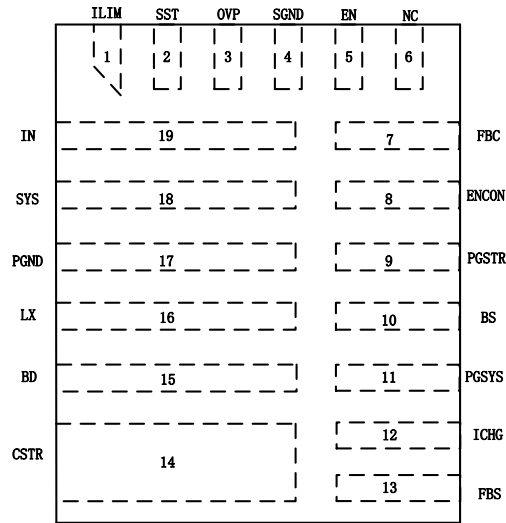 ILIM SST OVP SGND EN NC
1 2 3 4 5 6
IN 19 7 FBC
SYS 18 8 ENCON
PGND 17 9 PGSTR
LX 16 10 BS
BD 15 11 PGSYS
12 ICHG
CSTR 14
13 FBS